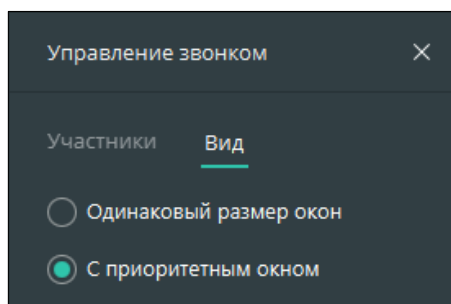 Управление звонком
Участники Вид
Одинаковый размер окон
С приоритетным окном